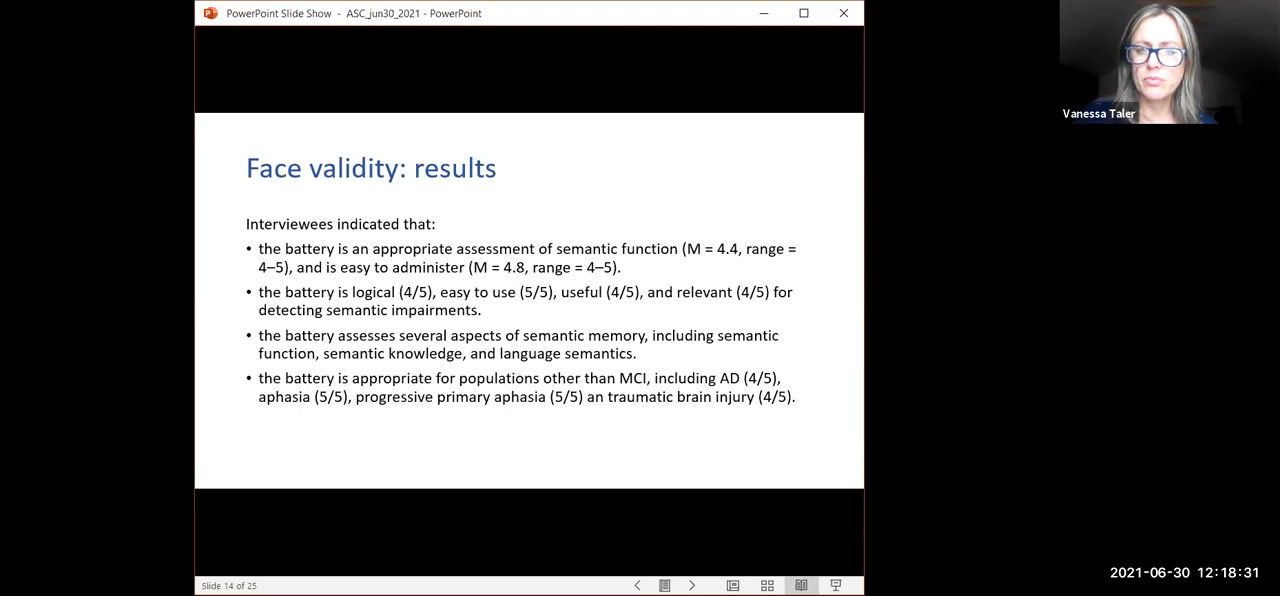 PowerPoint Slide Show - ASC_jun30_2021 - PowerPoint
Vanessa Taler
Face validity: results
Interviewees indicated that:
• the battery is an appropriate assessment of semantic function (M = 4.4, range =
4–5), and is easy to administer (M = 4.8, range = 4–5).
• the battery is logical (4/5), easy to use (5/5), useful (4/5), and relevant (4/5) for
detecting semantic impairments.
• the battery assesses several aspects of semantic memory, including semantic
function, semantic knowledge, and language semantics.
• the battery is appropriate for populations other than MCI, including AD (4/5),
aphasia (5/5), progressive primary aphasia (5/5) an traumatic brain injury (4/5).
Slide 14 of 25
2021-06-30 12:18:31